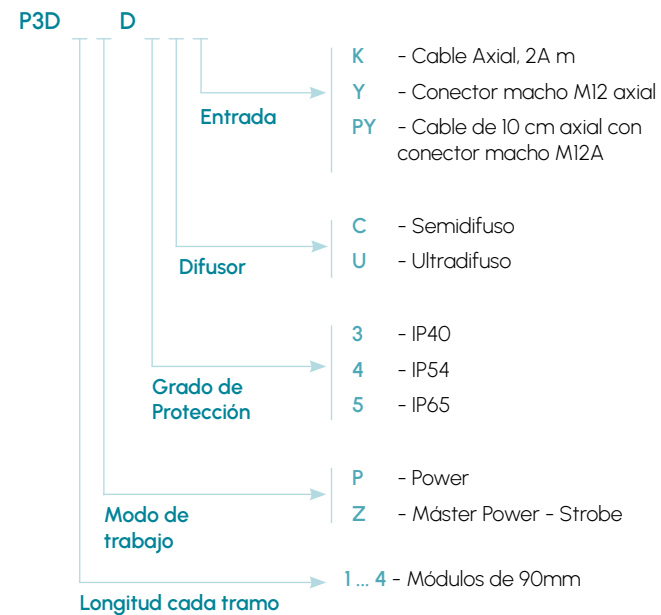 P3D D
K - Cable Axial, 2A m
Y - Conector macho M12 axial
Entrada
PY - Cable de 10 cm axial con
conector macho M12A
C - Semidifuso
Difusor
U - Ultradifuso
3 - IP40
4 - IP54
Grado de
Protección
5 - IP65
P - Power
Modo de
trabajo
Z - Máster Power - Strobe
1 ... 4 - Módulos de 90mm
Longitud cada tramo